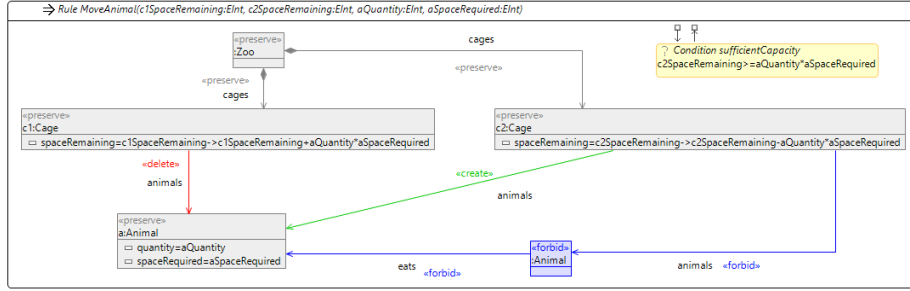 Rule MoveAnimal(c1SpaceRemaining:EInt, c2SpaceRemaining:EInt, aQuantity:EInt, aSpaceRequired:EInt)
«preserve»
:Zoo
cages
«preserve»
? Condition sufficientCapacity
c2SpaceRemaining>=aQuantity*aSpaceRequired
«preserve»
cages
«preserve»
c1:Cage
spaceRemaining=c1SpaceRemaining->c1SpaceRemaining+aQuantity*aSpaceRequired
«preserve»
c2:Cage
spaceRemaining=c2SpaceRemaining->c2SpaceRemaining-aQuantity*aSpaceRequired
«delete»
animals
«create»
animals
«preserve»
a:Animal
quantity=aQuantity
spaceRequired=aSpaceRequired
eats
«forbid»
«forbid»
:Animal
animals «forbid»